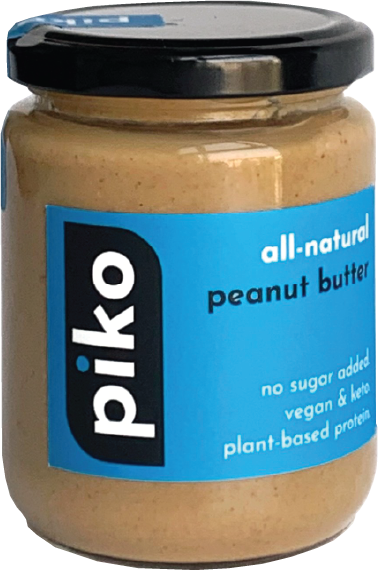 piko
all-natural
peanut butter
no sugar added.
vegan & keto.
plant-based protein.